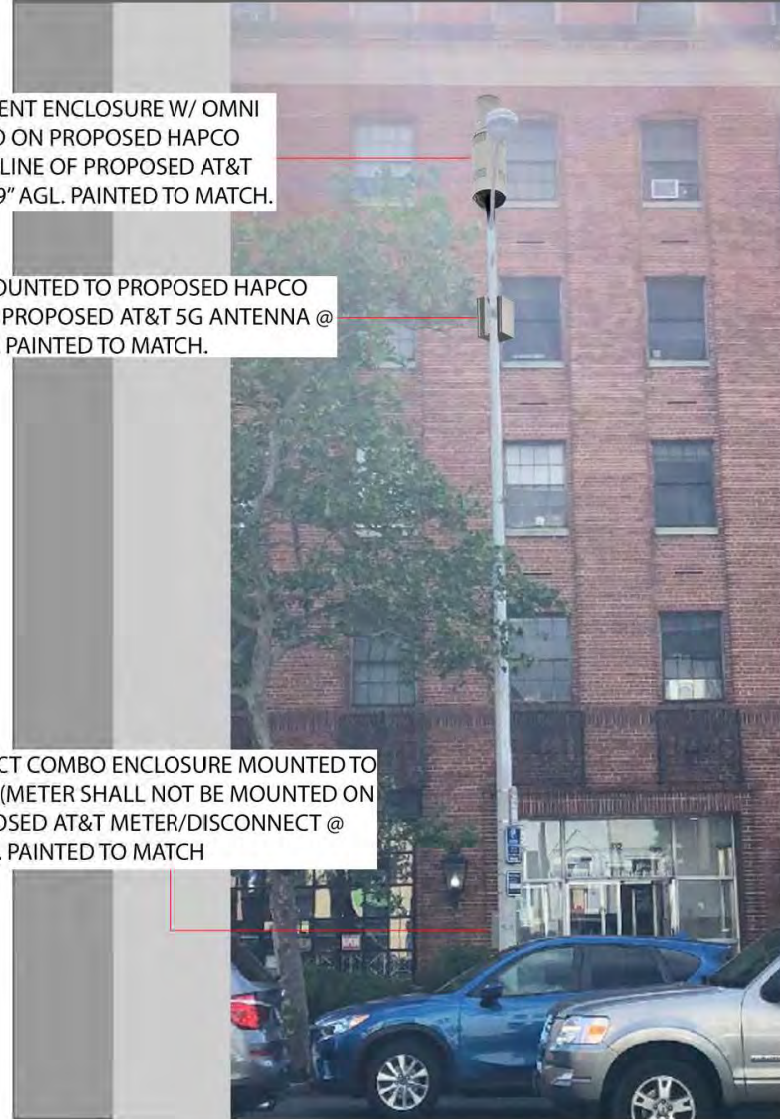 ENT ENCLOSURE W/ OMNI
D ON PROPOSED HAPCO
LINE OF PROPOSED AT&T
9" AGL. PAINTED TO MATCH.
OUNTED TO PROPOSED HAPCO
PROPOSED AT&T 5G ANTENNA @
. PAINTED TO MATCH.
CT COMBO ENCLOSURE MOUNTED TO
(METER SHALL NOT BE MOUNTED ON
OSED AT&T METER/DISCONNECT @
. PAINTED TO MATCH